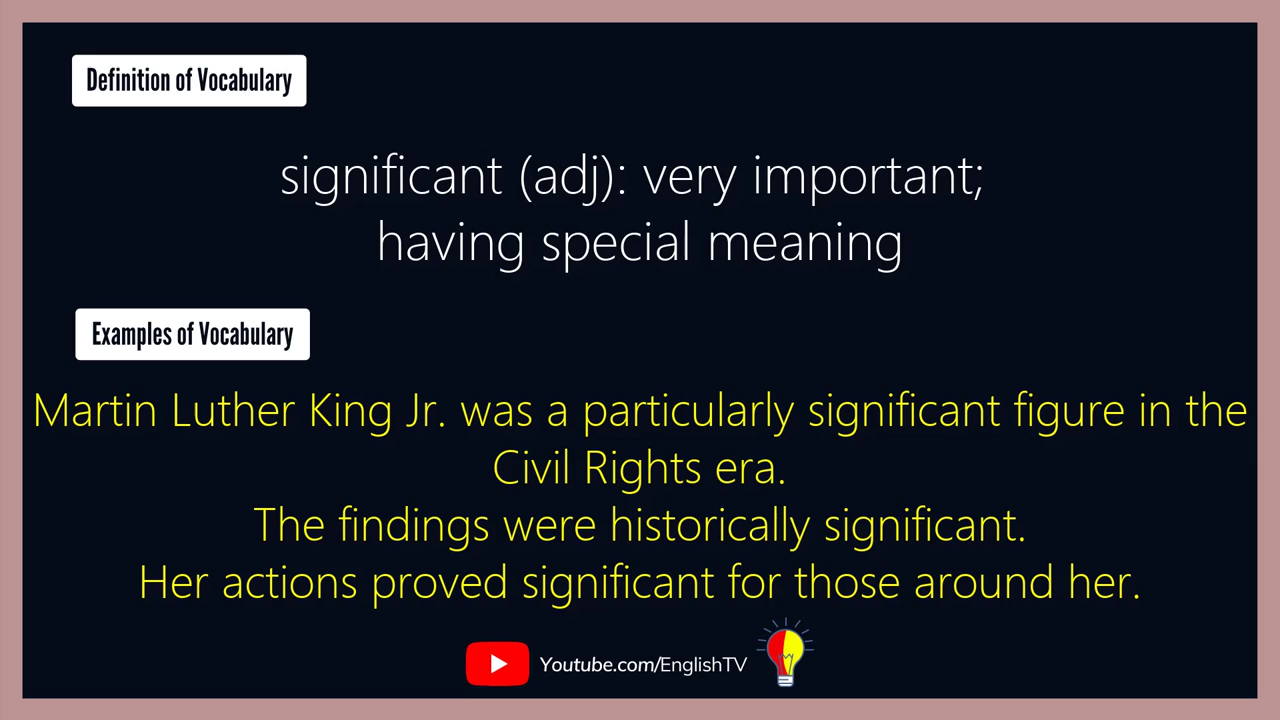 Definition of Vocabulary
significant (adj): very important;
having special meaning
Examples of Vocabulary
Martin Luther King Jr. was a particularly significant figure in the
Civil Rights era.
The findings were historically significant.
Her actions proved significant for those around her.
Youtube.com/EnglishTV